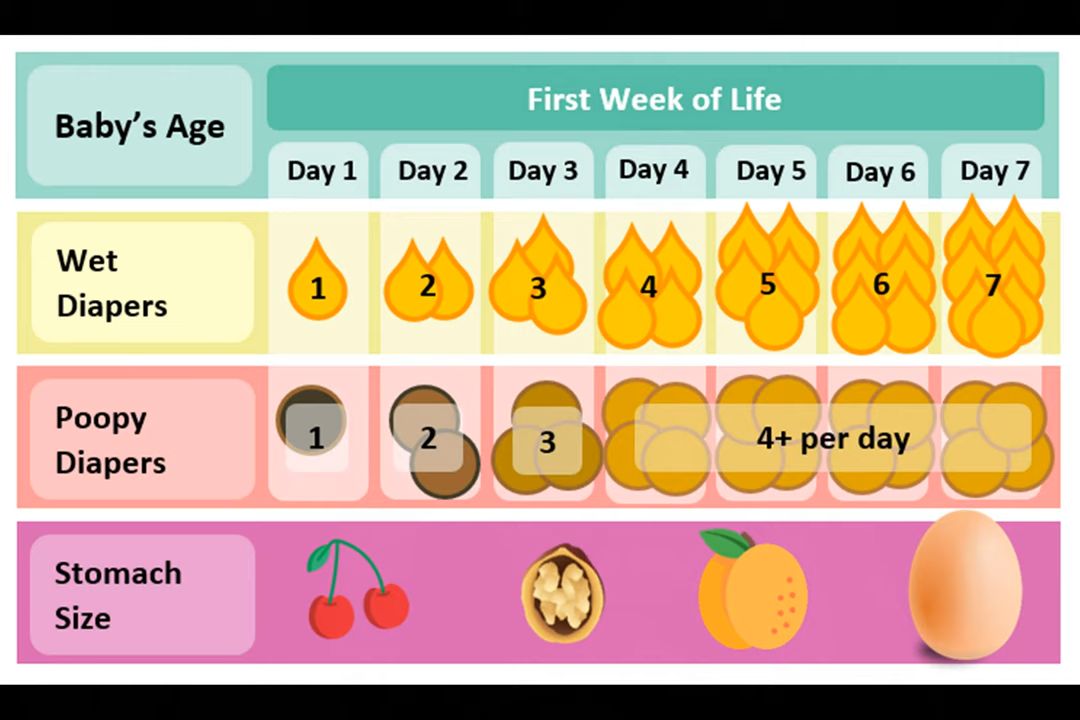 Baby's Age
First Week of Life
Day 1
Day 2
Day 3
Day 4
Day 5
Day 6
Day 7
Wet
Diapers
1
2
3
4
5
6
7
Poopy
Diapers
1
2
3
4+ per day
Stomach
Size